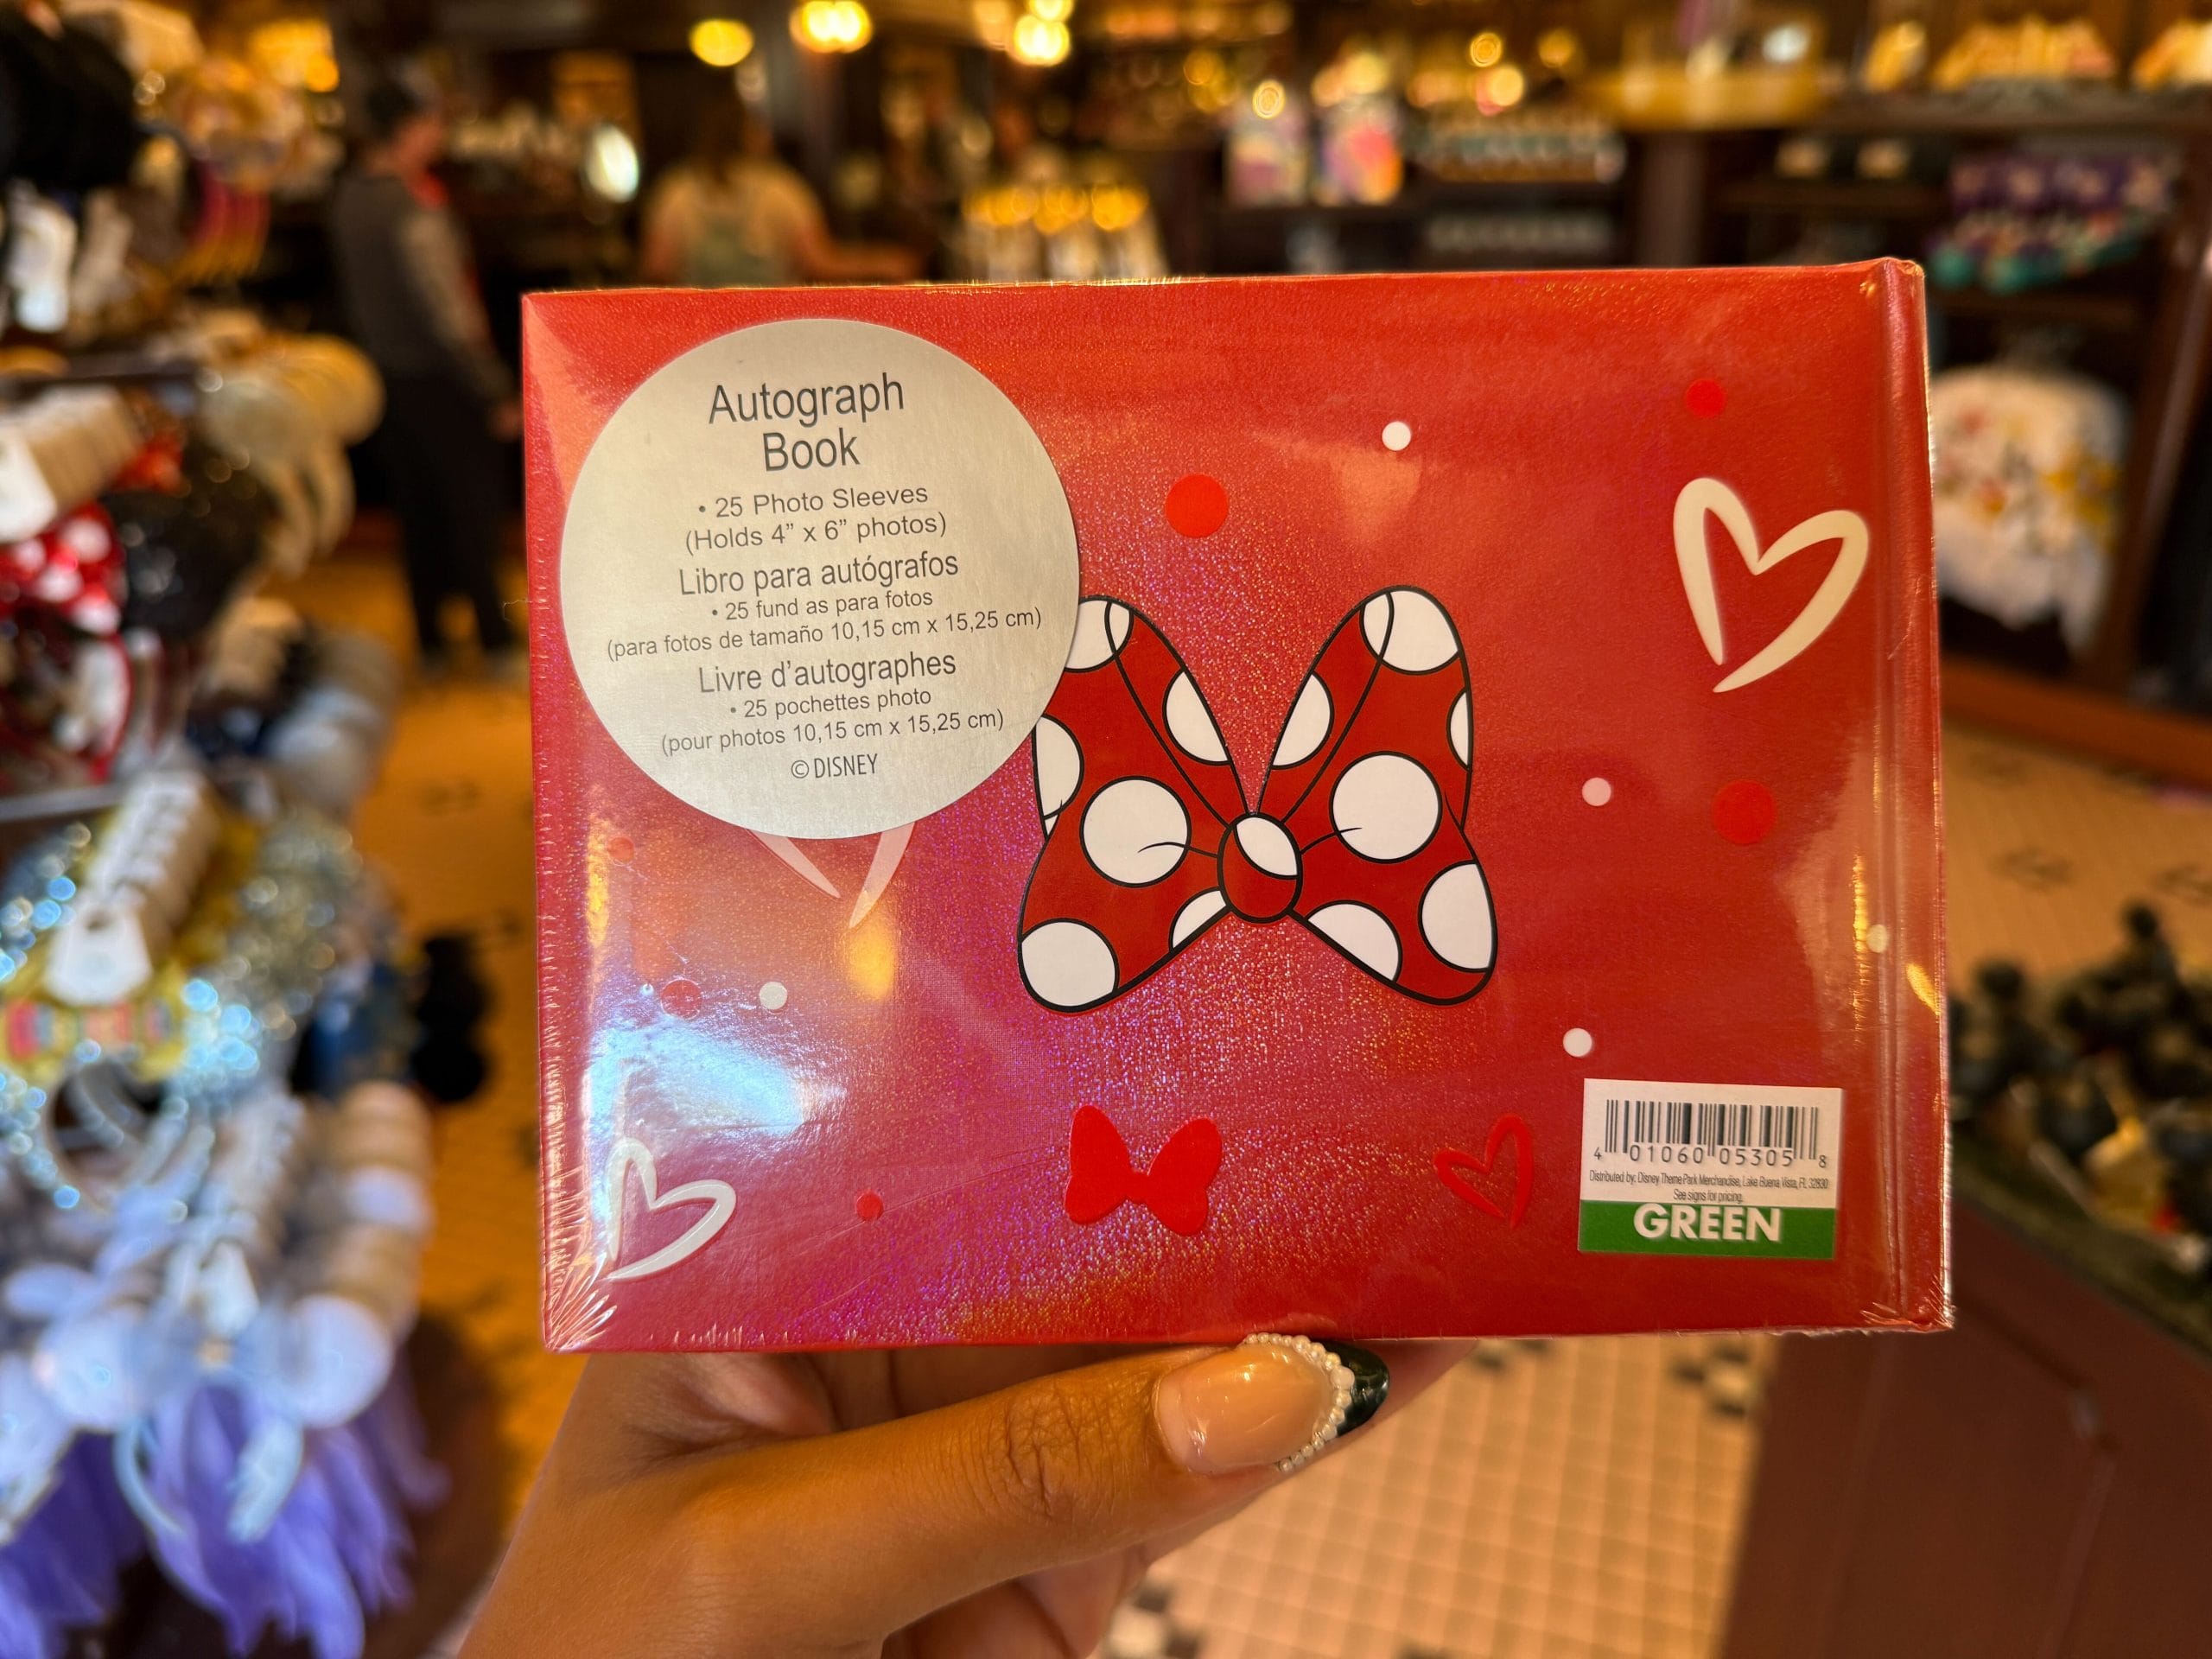 Autograph
Book
• 25 Photo Sleeves
(Holds 4” x 6” photos)
Libro para autógrafos
• 25 fund as para fotos
(para fotos de tamaño 10,15 cm x 15,25 cm)
Livre d’autographes
• 25 pochettes photo
(pour photos 10,15 cm x 15,25 cm)
©DISNEY
4 01060 05305 8
Distributed by: Disney Theme Park Merchandise, Lake Buena Vista, FL 32830
See signs for pricing.
GREEN